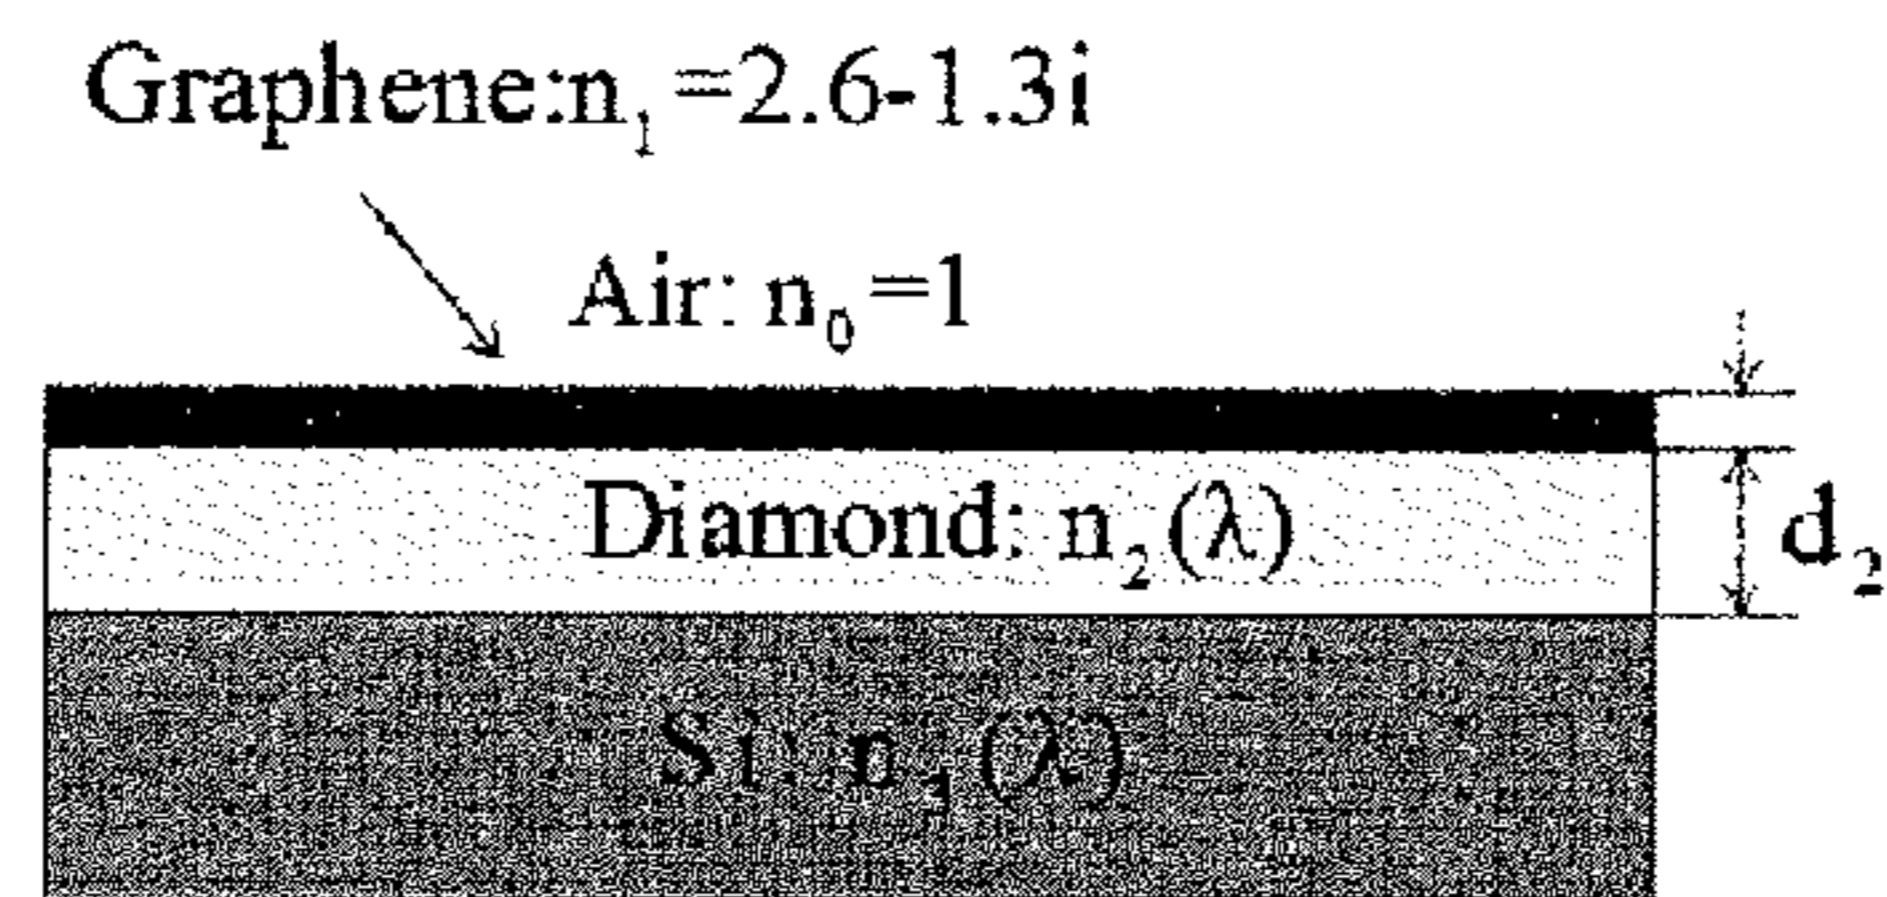 Graphene:n₁=2.6-1.3i
Air: n₀=1
Diamond: n₂(λ)
d₂
Si: n₃(λ)